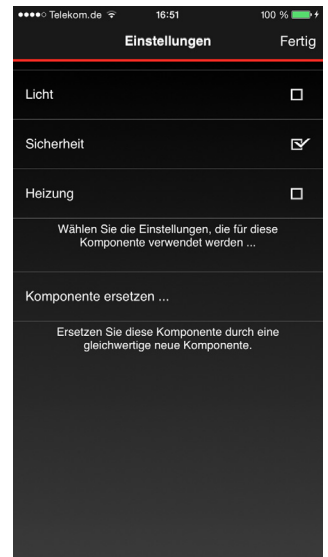 Telekom.de 16:51 100 %
Einstellungen Fertig
Licht
Sicherheit
Heizung
Wählen Sie die Einstellungen, die für diese
Komponente verwendet werden ...
Komponente ersetzen ...
Ersetzen Sie diese Komponente durch eine
gleichwertige neue Komponente.